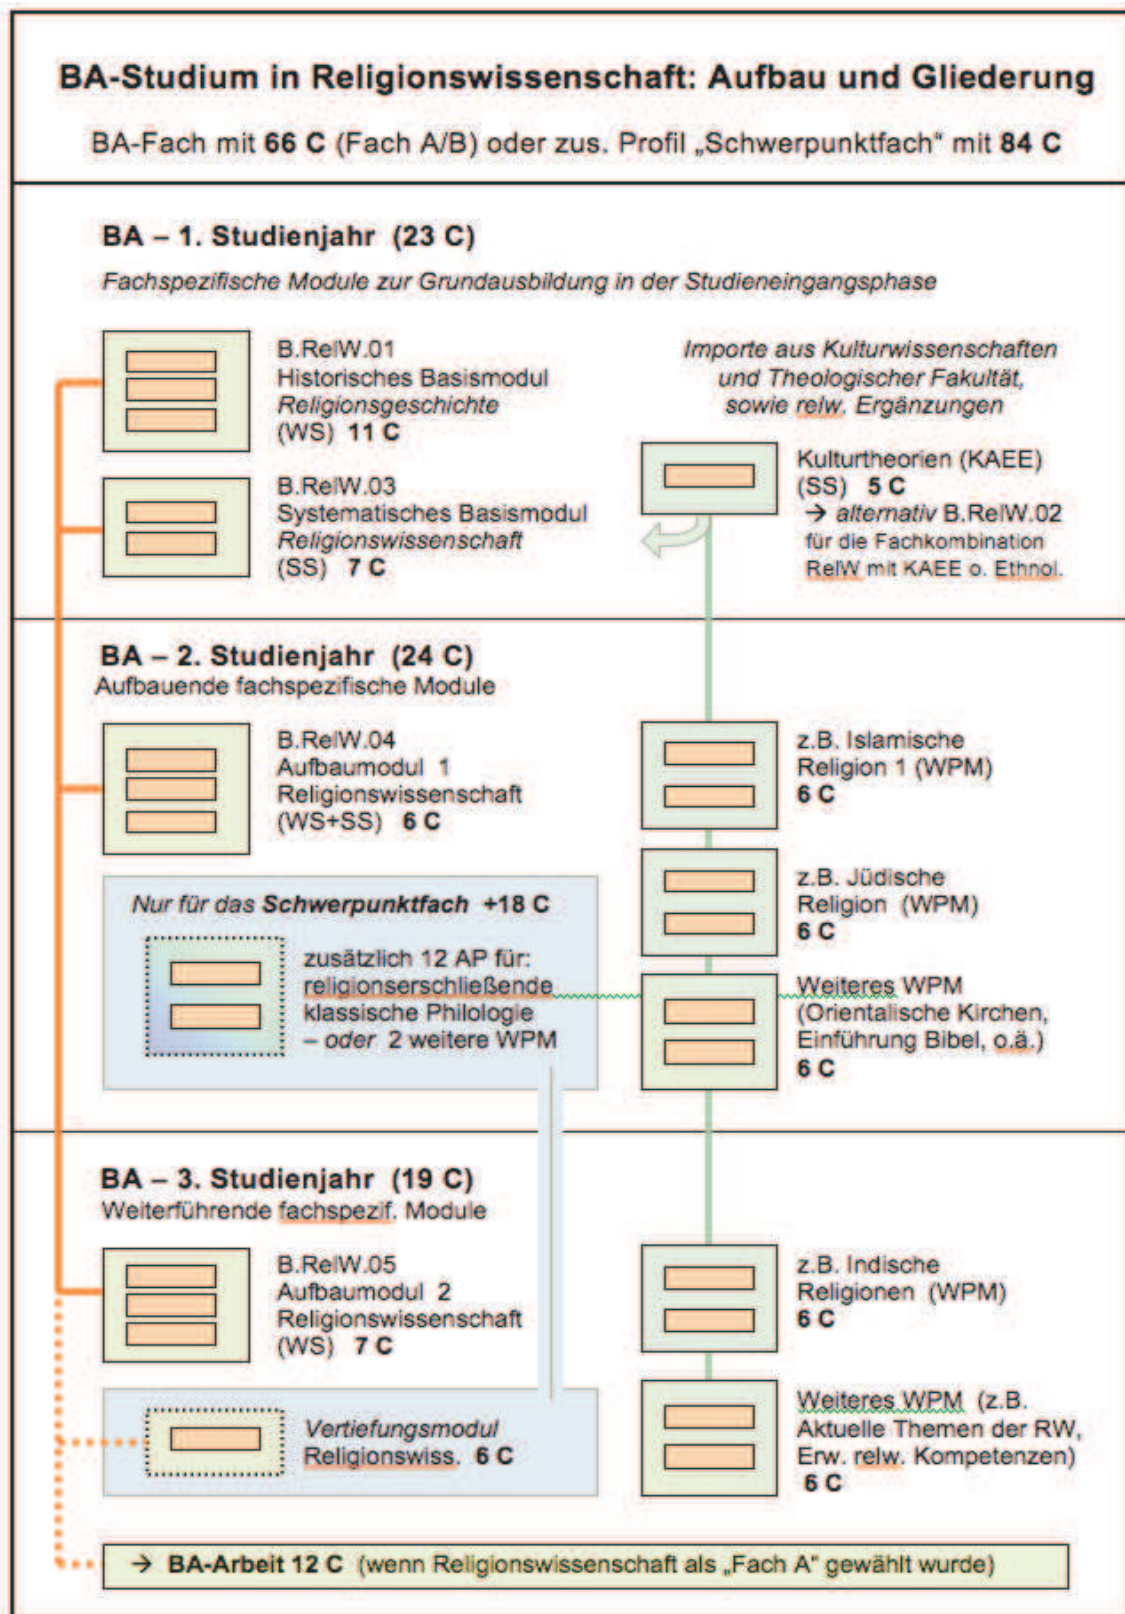 BA-Studium in Religionswissenschaft: Aufbau und Gliederung
BA-Fach mit 66 C (Fach A/B) oder zus. Profil „Schwerpunktfach“ mit 84 C
BA – 1. Studienjahr (23 C)
Fachspezifische Module zur Grundausbildung in der Studieneingangsphase
B.RelW.01
Historisches Basismodul
Religionsgeschichte
(WS) 11 C
B.RelW.03
Systematisches Basismodul
Religionswissenschaft
(SS) 7 C
Importe aus Kulturwissenschaften
und Theologischer Fakultät,
sowie relw. Ergänzungen
Kulturtheorien (KAEE)
(SS) 5 C
→ alternativ B.RelW.02
für die Fachkombination
RelW mit KAEE o. Ethnol.
BA – 2. Studienjahr (24 C)
Aufbauende fachspezifische Module
B.RelW.04
Aufbaumodul 1
Religionswissenschaft
(WS+SS) 6 C
Nur für das Schwerpunktfach +18 C
zusätzlich 12 AP für:
religionserschließende
klassische Philologie
– oder 2 weitere WPM
z.B. Islamische
Religion 1 (WPM)
6 C
z.B. Jüdische
Religion (WPM)
6 C
Weiteres WPM
(Orientalische Kirchen,
Einführung Bibel, o.ä.)
6 C
BA – 3. Studienjahr (19 C)
Weiterführende fachspezif. Module
B.RelW.05
Aufbaumodul 2
Religionswissenschaft
(WS) 7 C
Vertiefungsmodul
Religionswiss. 6 C
z.B. Indische
Religionen (WPM)
6 C
Weiteres WPM (z.B.
Aktuelle Themen der RW,
Erw. relw. Kompetenzen)
6 C
→ BA-Arbeit 12 C (wenn Religionswissenschaft als „Fach A“ gewählt wurde)